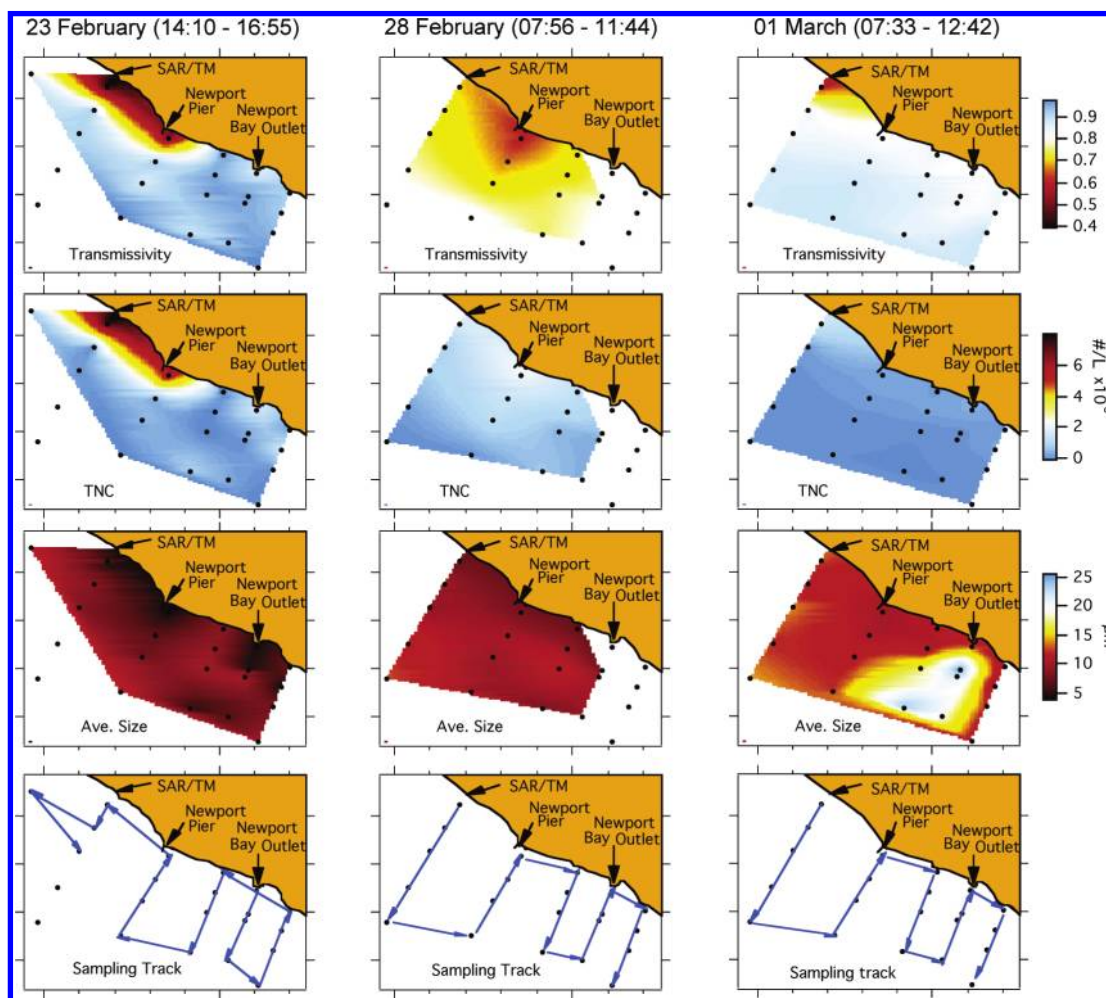 23 February (14:10 - 16:55)
28 February (07:56 - 11:44)
01 March (07:33 - 12:42)
SAR/TM
Newport
Pier
Newport
Bay Outlet
Transmissivity
SAR/TM
Newport
Pier
Newport
Bay Outlet
Transmissivity
SAR/TM
Newport
Pier
Newport
Bay Outlet
Transmissivity
0.9
0.8
0.7
0.6
0.5
0.4
SAR/TM
Newport
Pier
Newport
Bay Outlet
TNC
SAR/TM
Newport
Pier
Newport
Bay Outlet
TNC
SAR/TM
Newport
Pier
Newport
Bay Outlet
TNC
6
4
2
0
#/L x10
SAR/TM
Newport
Pier
Newport
Bay Outlet
Ave. Size
SAR/TM
Newport
Pier
Newport
Bay Outlet
Ave. Size
SAR/TM
Newport
Pier
Newport
Bay Outlet
Ave. Size
25
20
15
10
5
SAR/TM
Newport
Pier
Newport
Bay Outlet
Sampling Track
SAR/TM
Newport
Pier
Newport
Bay Outlet
Sampling Track
SAR/TM
Newport
Pier
Newport
Bay Outlet
Sampling track